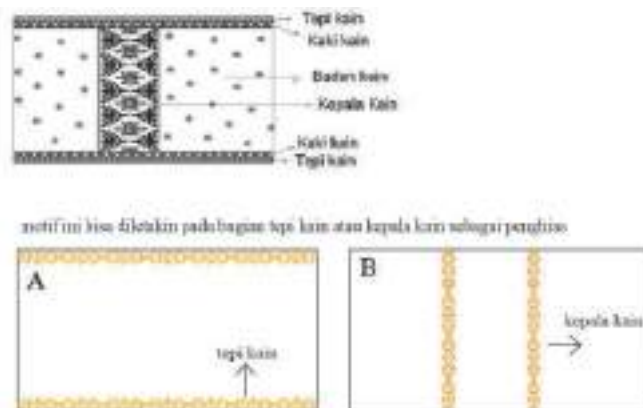 Tepi kain
Kaki kain
Badan kain
Kepala Kain
Kaki kain
Tepi kain
motif ini bisa diletakin pada bagian tepi kain atau kepala kain sebagai penghias
A
tepi kain
B
kepala kain